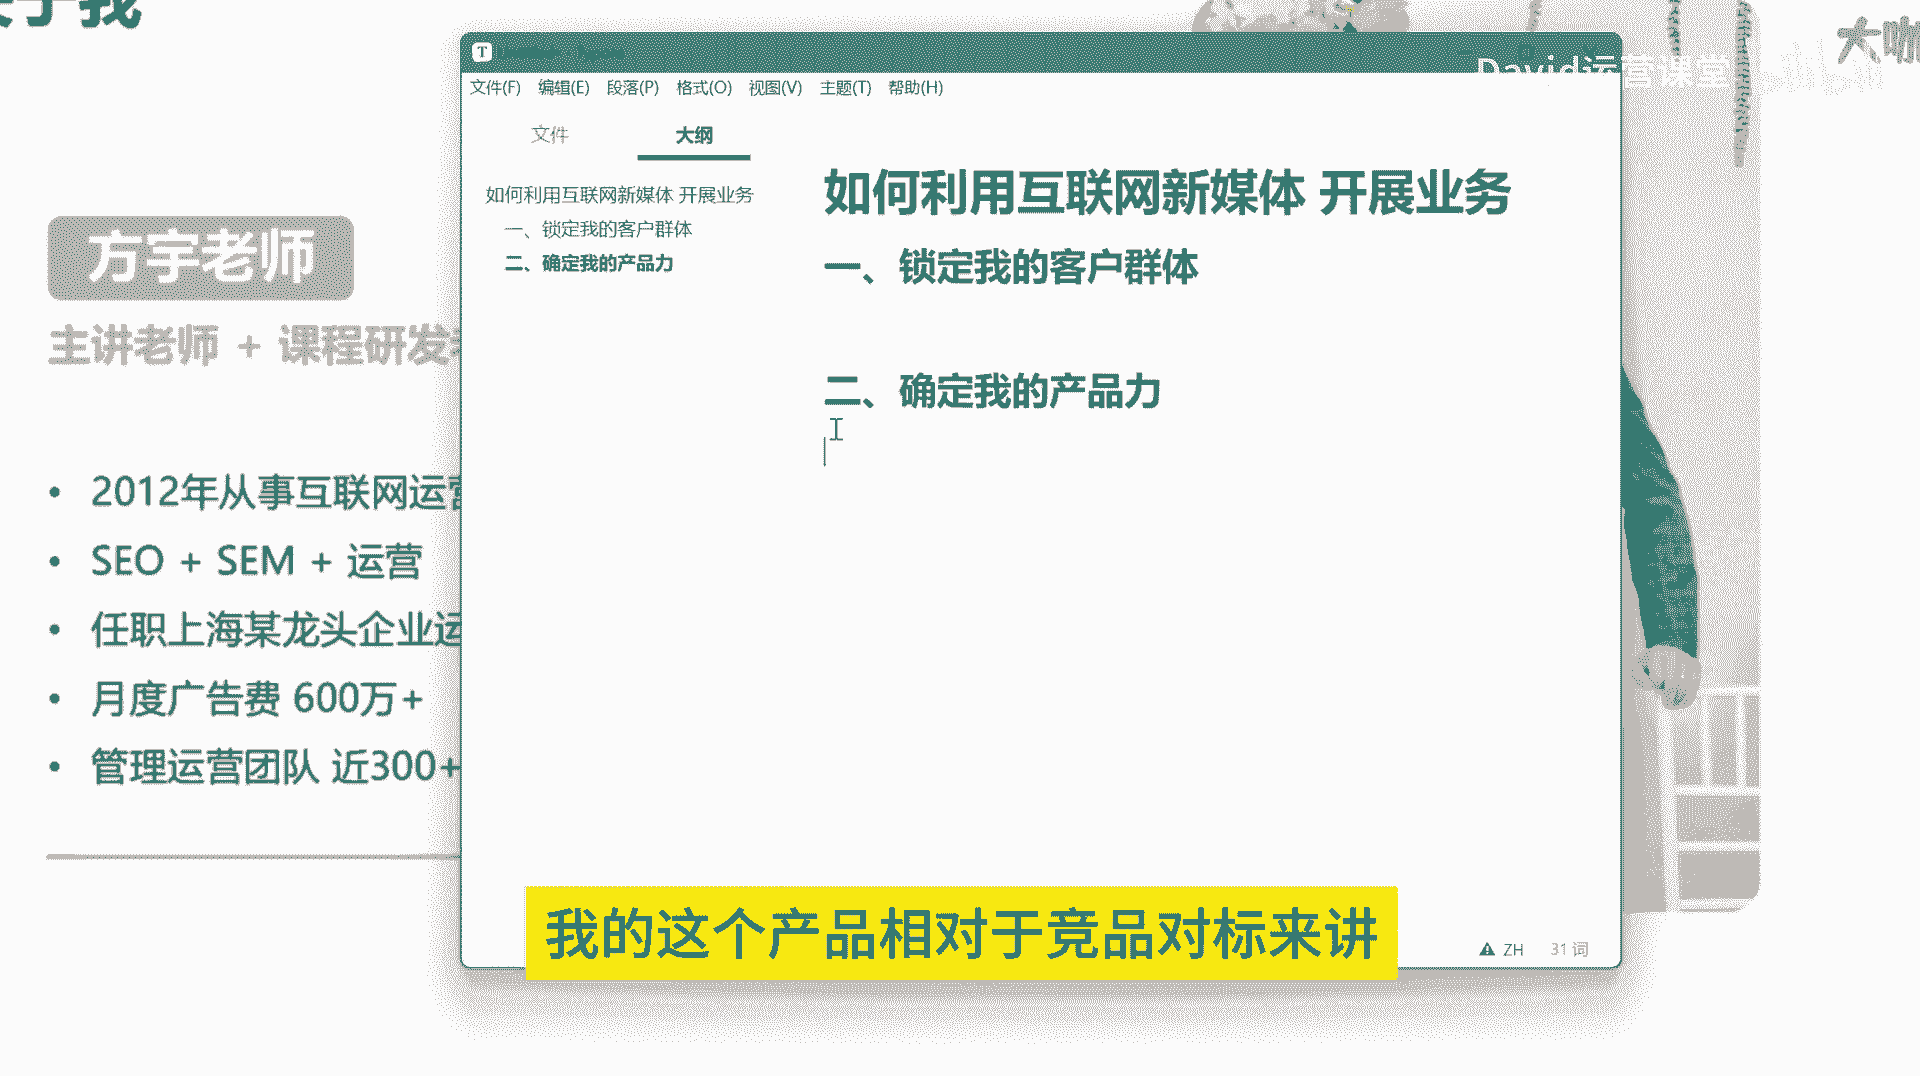 关于我
方宇老师
主讲老师 + 课程研发
2012年从事互联网运营
SEO + SEM + 运营
任职上海某龙头企业运
月度广告费 600万+
管理运营团队 近300+
大咖
David运营课堂
文件(F) 编辑(E) 段落(P) 格式(O) 视图(V) 主题(T) 帮助(H)
文件 大纲
如何利用互联网新媒体 开展业务
一、锁定我的客户群体
二、确定我的产品力
如何利用互联网新媒体 开展业务
一、锁定我的客户群体
二、确定我的产品力
ZH 31 词
我的这个产品相对于竞品对标来讲